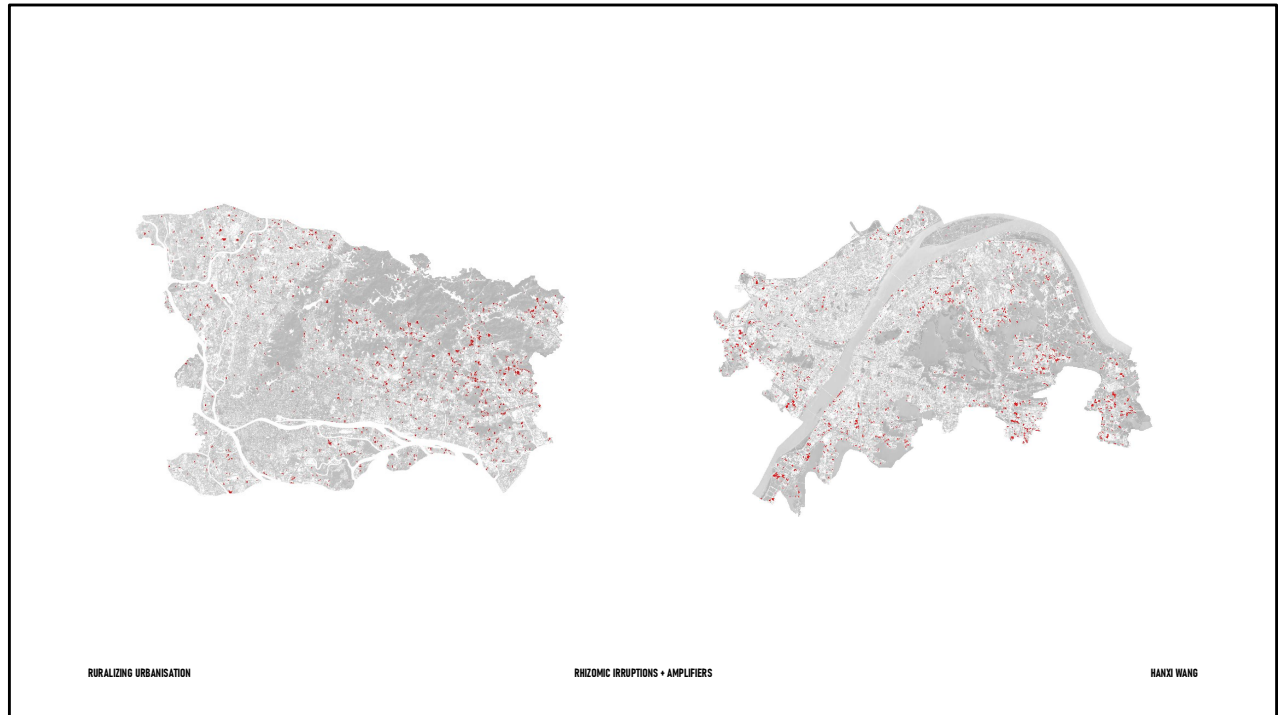 RURALIZING URBANISATION
RHIZOMIC IRRUPTIONS + AMPLIFIERS
HANXI WANG